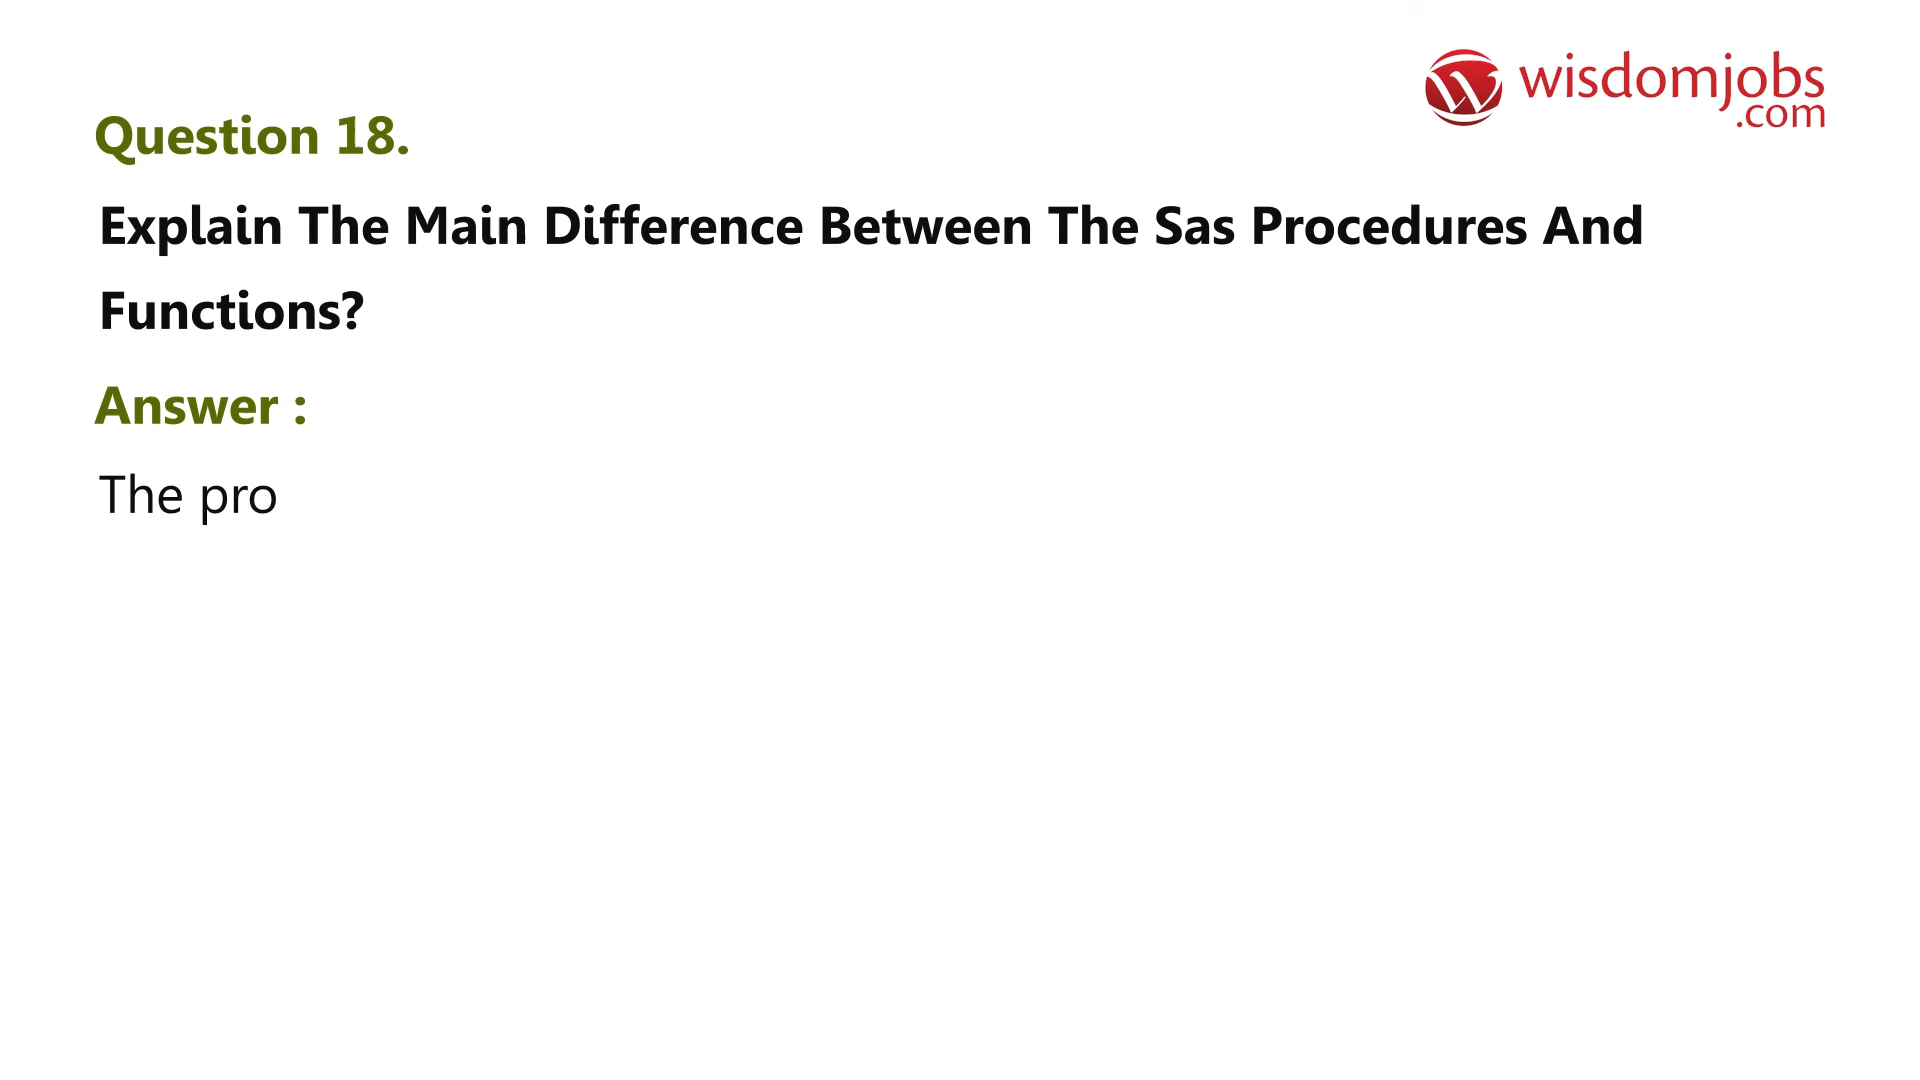 wisdomjobs
.com
Question 18.
Explain The Main Difference Between The Sas Procedures And
Functions?
Answer :
The pro